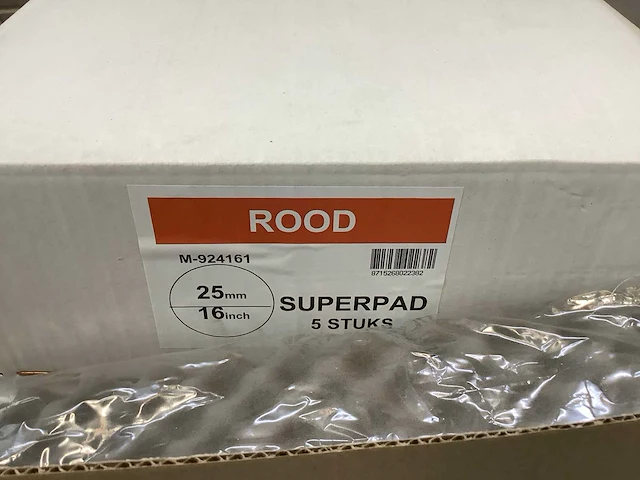 ROOD
M-924161
8715268022382
25mm
16inch
SUPERPAD
5 STUKS